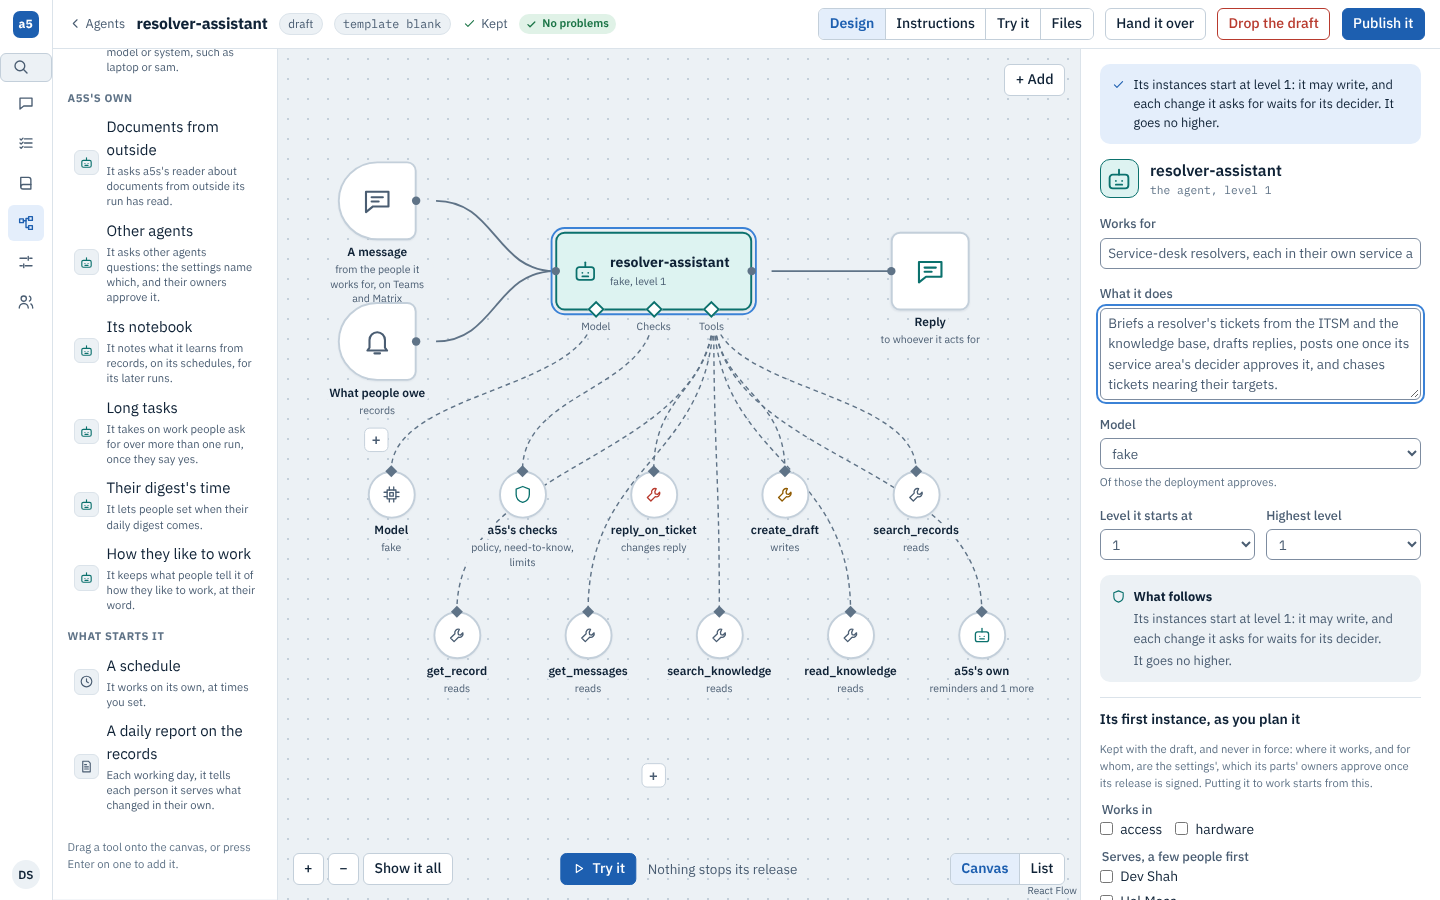 a5
Agents
resolver-assistant
draft
template blank
Kept
No problems
Design
Instructions
Try it
Files
Hand it over
Drop the draft
Publish it
model or system, such as
laptop or sam.
A5S'S OWN
Documents from
outside
It asks a5s's reader about
documents from outside its
run has read.
Other agents
It asks other agents
questions: the settings name
which, and their owners
approve it.
Its notebook
It notes what it learns from
records, on its schedules, for
its later runs.
Long tasks
It takes on work people ask
for over more than one run,
once they say yes.
Their digest's time
It lets people set when their
daily digest comes.
How they like to work
It keeps what people tell it of
how they like to work, at their
word.
WHAT STARTS IT
A schedule
It works on its own, at times
you set.
A daily report on the
records
Each working day, it tells
each person it serves what
changed in their own.
Drag a tool onto the canvas, or press
Enter on one to add it.
DS
+ Add
A message
from the people it
works for, on Teams
and Matrix
What people owe
records
+
resolver-assistant
fake, level 1
Model
Checks
Tools
Reply
to whoever it acts for
Model
fake
a5s's checks
policy, need-to-know,
limits
reply_on_ticket
changes reply
create_draft
writes
search_records
reads
get_record
reads
get_messages
reads
search_knowledge
reads
read_knowledge
reads
a5s's own
reminders and 1 more
+
+
−
Show it all
Try it
Nothing stops its release
Canvas
List
React Flow
Its instances start at level 1: it may write, and
each change it asks for waits for its decider. It
goes no higher.
resolver-assistant
the agent, level 1
Works for
Service-desk resolvers, each in their own service a
What it does
Briefs a resolver's tickets from the ITSM and the
knowledge base, drafts replies, posts one once its
service area's decider approves it, and chases
tickets nearing their targets.
Model
fake
Of those the deployment approves.
Level it starts at
Highest level
1
1
What follows
Its instances start at level 1: it may write, and
each change it asks for waits for its decider.
It goes no higher.
Its first instance, as you plan it
Kept with the draft, and never in force: where it works, and for
whom, are the settings', which its parts' owners approve once
its release is signed. Putting it to work starts from this.
Works in
access
hardware
Serves, a few people first
Dev Shah